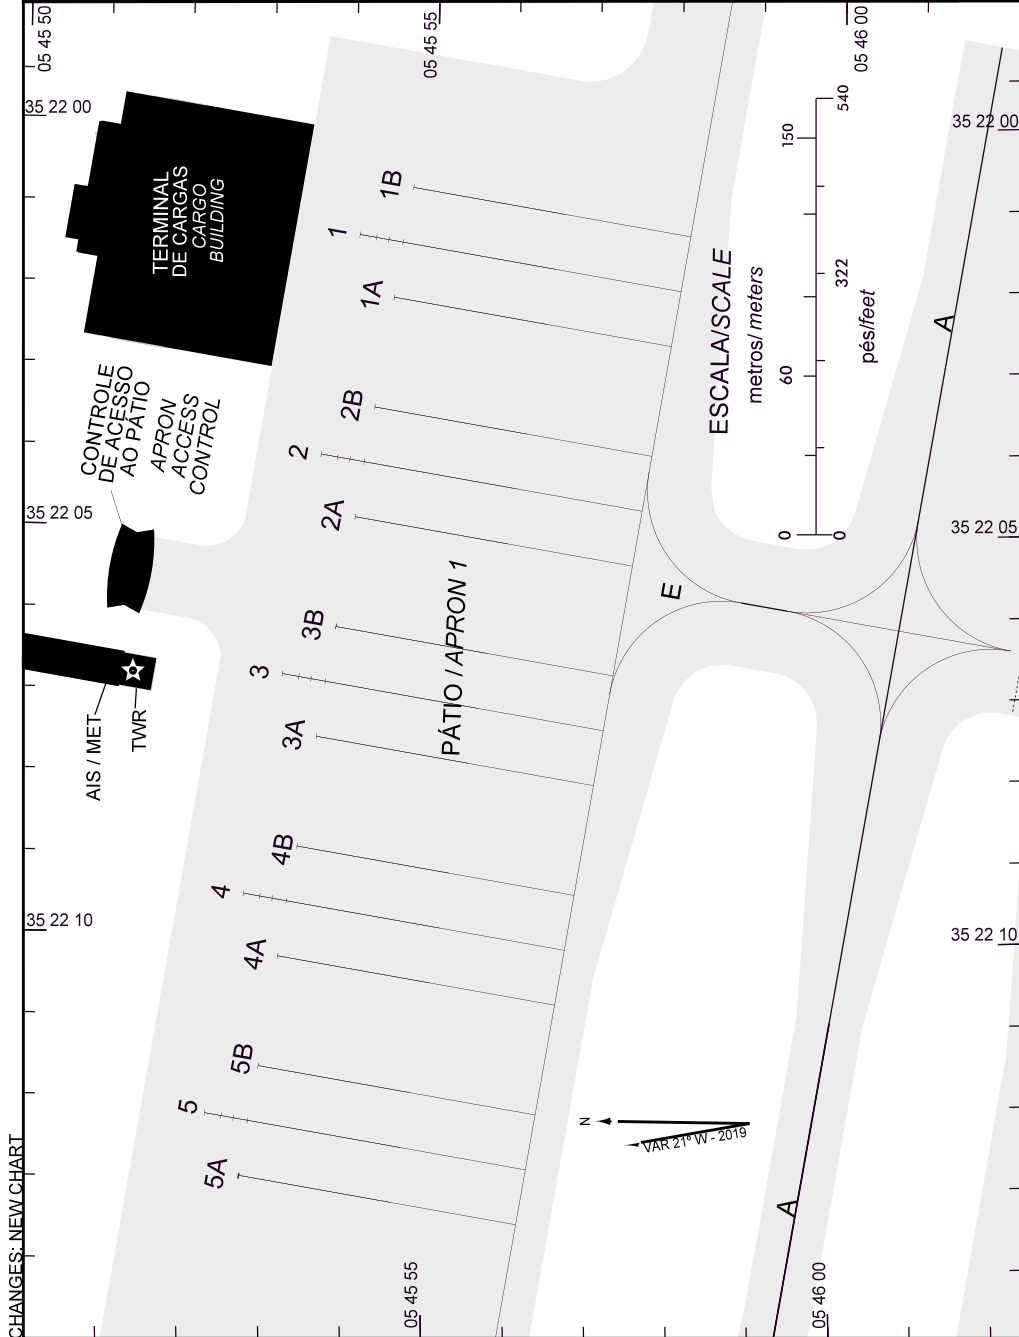 05 45 50
05 45 55
05 46 00
35 22 00
35 22 00
TERMINAL
DE CARGAS
CARGO
BUILDING
1B
1
1A
540
150
322
60
0
0
ESCALA/SCALE
metros/meters
pés/feet
A
CONTROLE
DE ACESSO
AO PÁTIO
APRON
ACCESS
CONTROL
2B
2
2A
35 22 05
35 22 05
E
3B
3
3A
PÁTIO / APRON 1
AIS / MET
TWR
4B
4
4A
35 22 10
35 22 10
5B
5
5A
N
VAR 21° W - 2019
A
CHANGES: NEW CHART
05 45 55
05 46 00